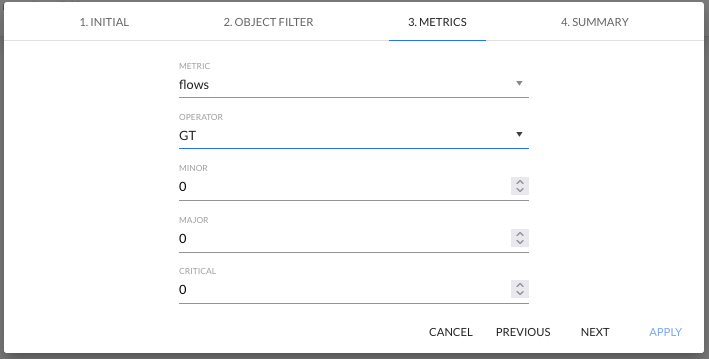 1. INITIAL 2. OBJECT FILTER 3. METRICS 4. SUMMARY
METRIC
flows
OPERATOR
GT
MINOR
0
MAJOR
0
CRITICAL
0
CANCEL PREVIOUS NEXT APPLY